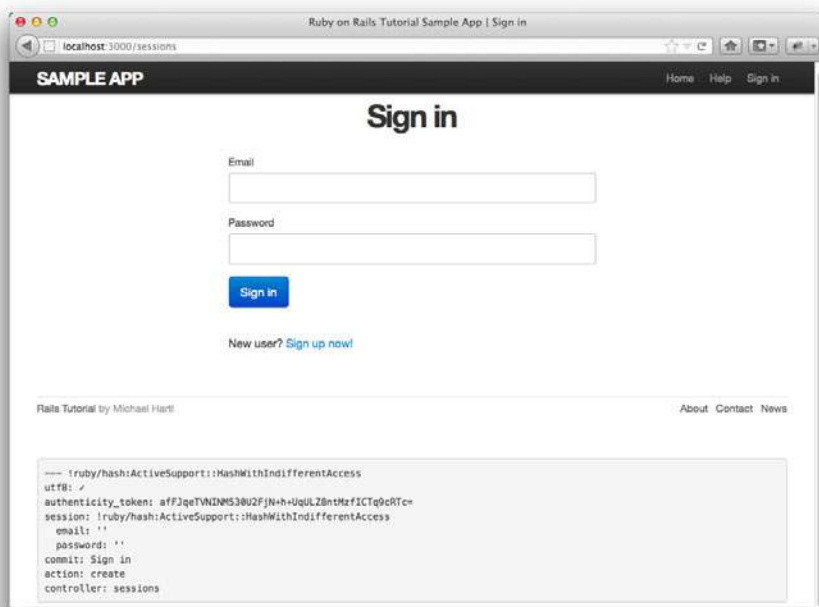 Ruby on Rails Tutorial Sample App | Sign in
localhost:3000/sessions
SAMPLE APP
Home Help Sign in
Sign in
Email
Password
Sign in
New user? Sign up now!
Rails Tutorial by Michael Hartl
About Contact News
--- !ruby/hash:ActiveSupport::HashWithIndifferentAccess
utf8: ✓
authenticity_token: afFJqeTVNINM530U2FjN+h+UqULZ8ntMzfICTq9cRTc=
session: !ruby/hash:ActiveSupport::HashWithIndifferentAccess
  email: ''
  password: ''
commit: Sign in
action: create
controller: sessions